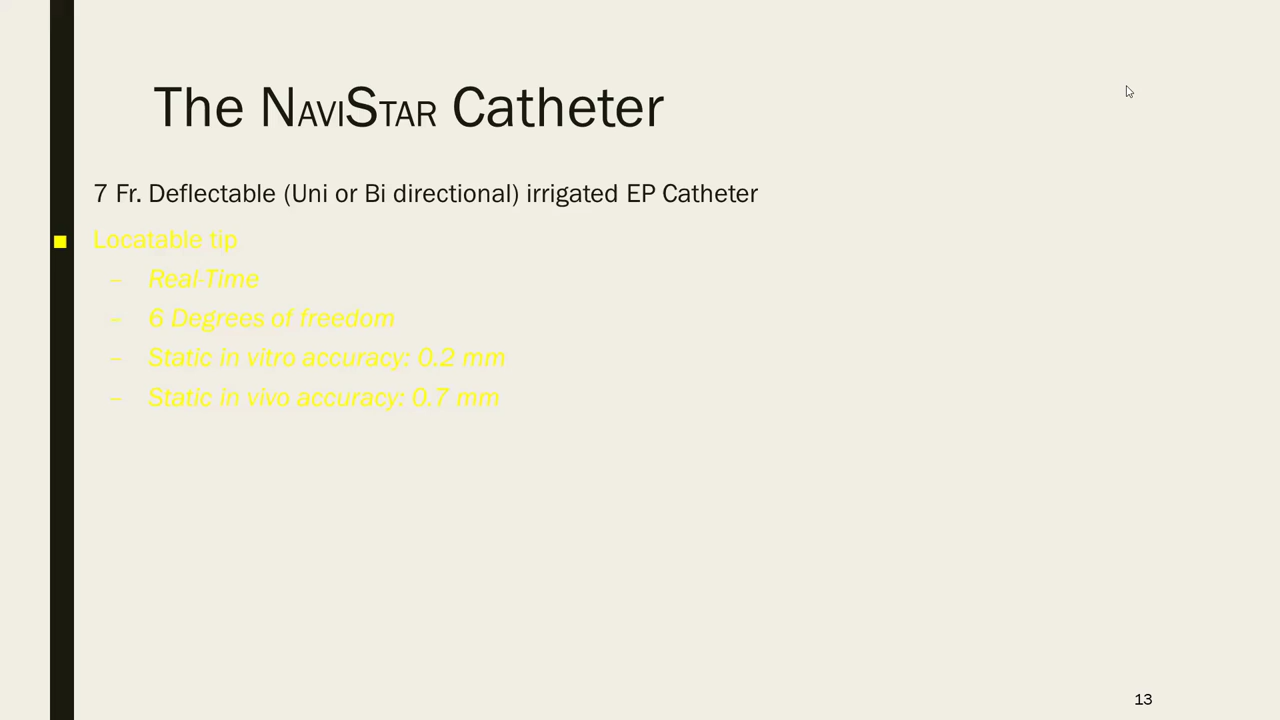 The NaviStar Catheter
7 Fr. Deflectable (Uni or Bi directional) irrigated EP Catheter
■ Locatable tip
– Real-Time
– 6 Degrees of freedom
– Static in vitro accuracy: 0.2 mm
– Static in vivo accuracy: 0.7 mm
13